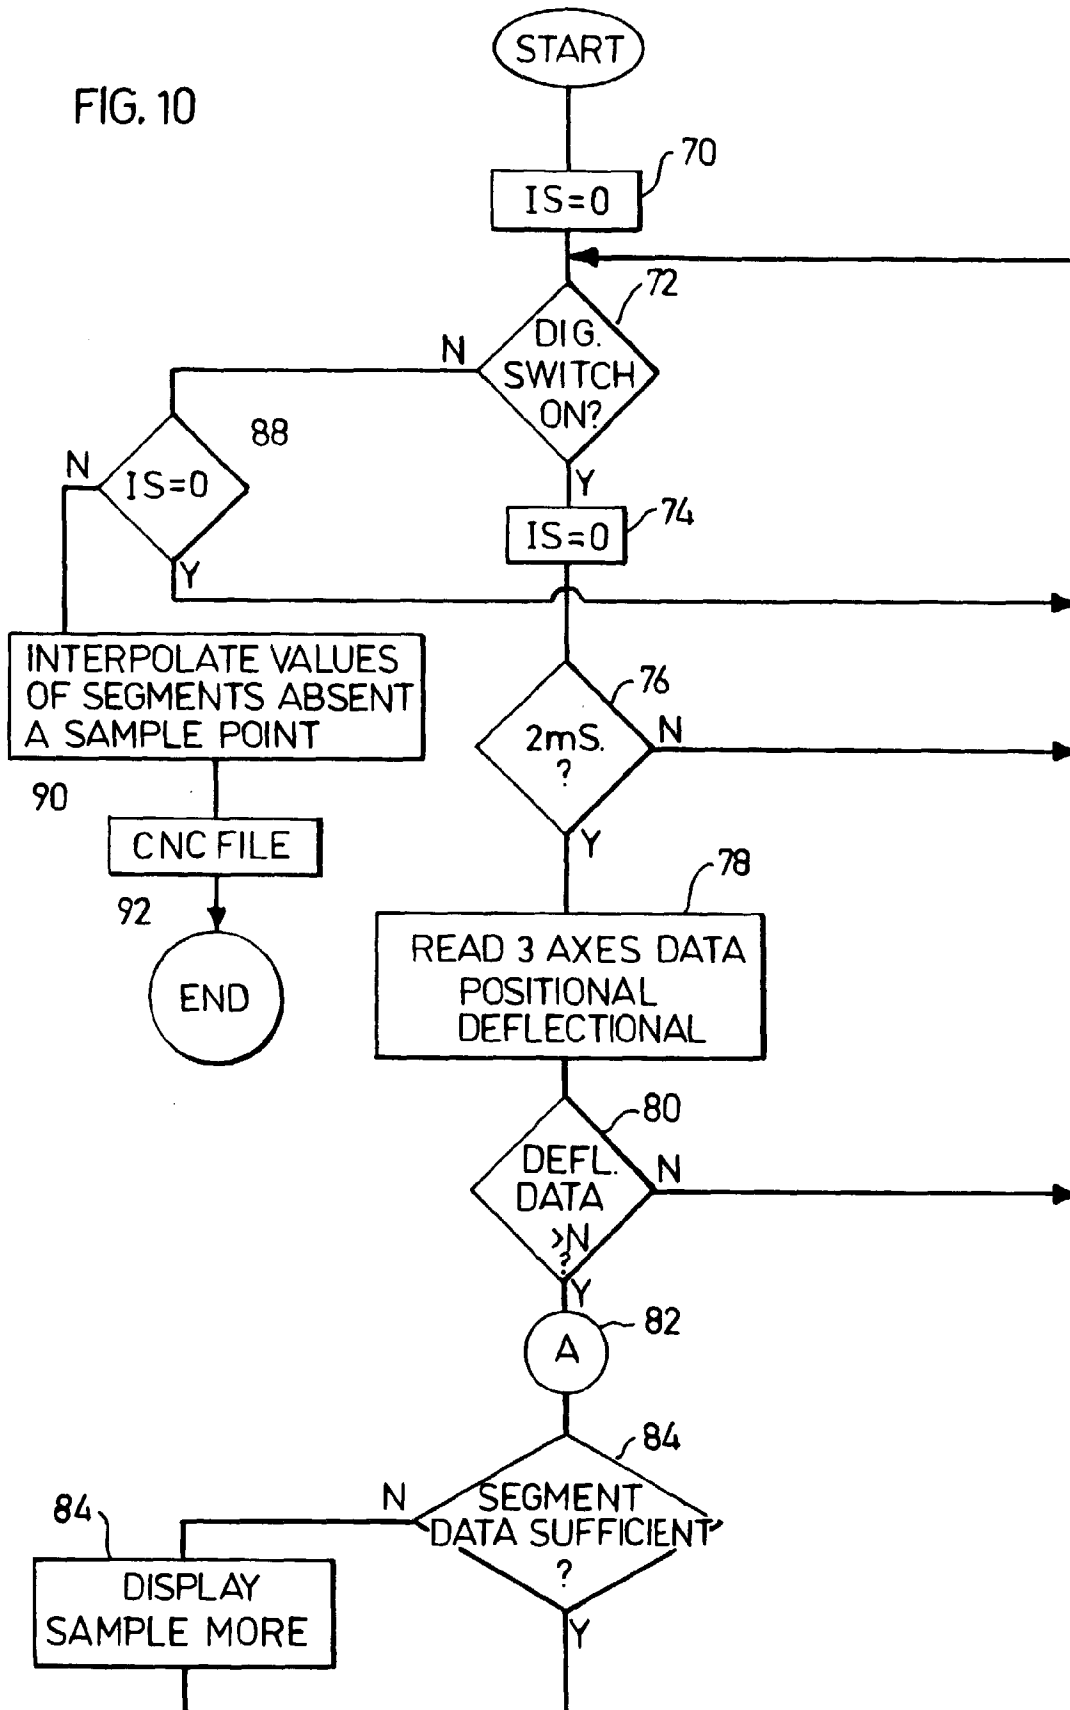 START
FIG. 10
70
IS=0
72
DIG.
SWITCH
ON?
N
88
N
IS=0
Y
74
IS=0
Y
INTERPOLATE VALUES
OF SEGMENTS ABSENT
A SAMPLE POINT
76
2mS.
?
N
Y
90
CNC FILE
92
END
78
READ 3 AXES DATA
POSITIONAL
DEFLECTIONAL
80
DEFL.
DATA
>N
?
N
Y
82
A
84
SEGMENT
DATA SUFFICIENT
?
N
Y
84
DISPLAY
SAMPLE MORE